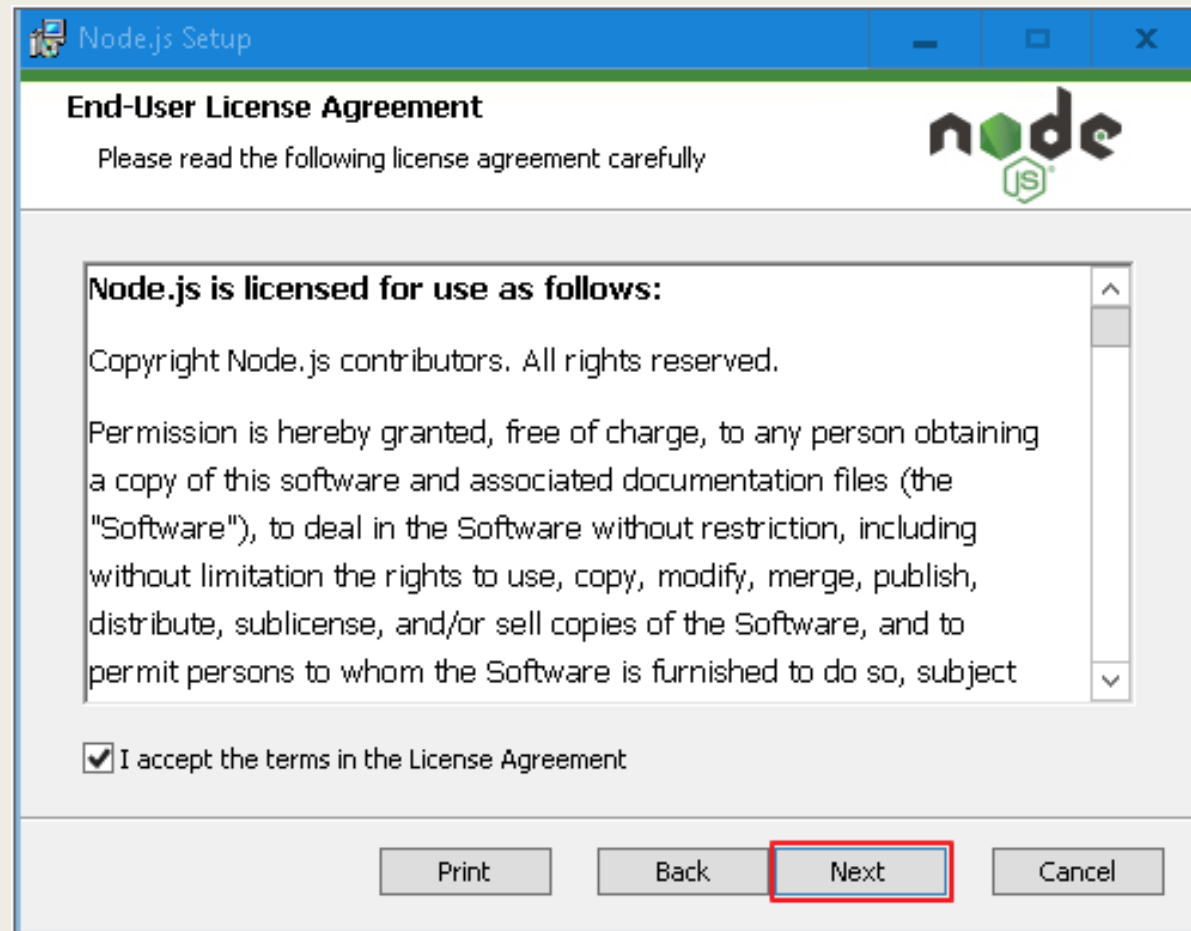 Node.js Setup
End-User License Agreement
Please read the following license agreement carefully
node
JS
Node.js is licensed for use as follows:
Copyright Node.js contributors. All rights reserved.
Permission is hereby granted, free of charge, to any person obtaining
a copy of this software and associated documentation files (the
"Software"), to deal in the Software without restriction, including
without limitation the rights to use, copy, modify, merge, publish,
distribute, sublicense, and/or sell copies of the Software, and to
permit persons to whom the Software is furnished to do so, subject
I accept the terms in the License Agreement
Print Back Next Cancel